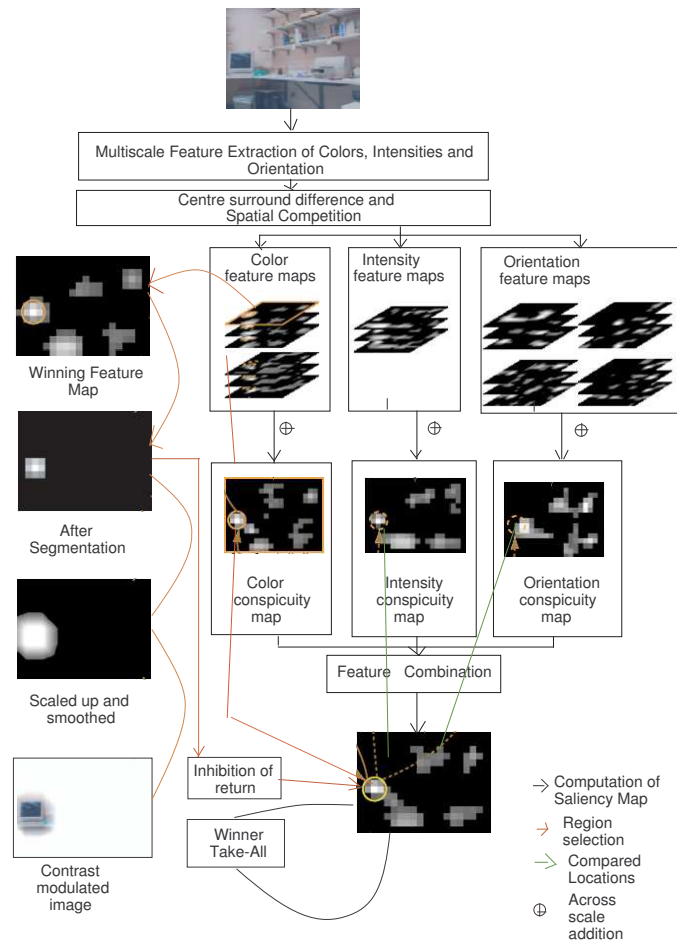 Multiscale Feature Extraction of Colors, Intensities and
Orientation
Centre surround difference and
Spatial Competition
Color
feature maps
Intensity
feature maps
Orientation
feature maps
Winning Feature
Map
After
Segmentation
Color
conspicuity
map
Intensity
conspicuity
map
Orientation
conspicuity
map
Scaled up and
smoothed
Feature Combination
Inhibition of
return
Winner
Take-All
Contrast
modulated
image
Computation of
Saliency Map
Region
selection
Compared
Locations
Across
scale
addition